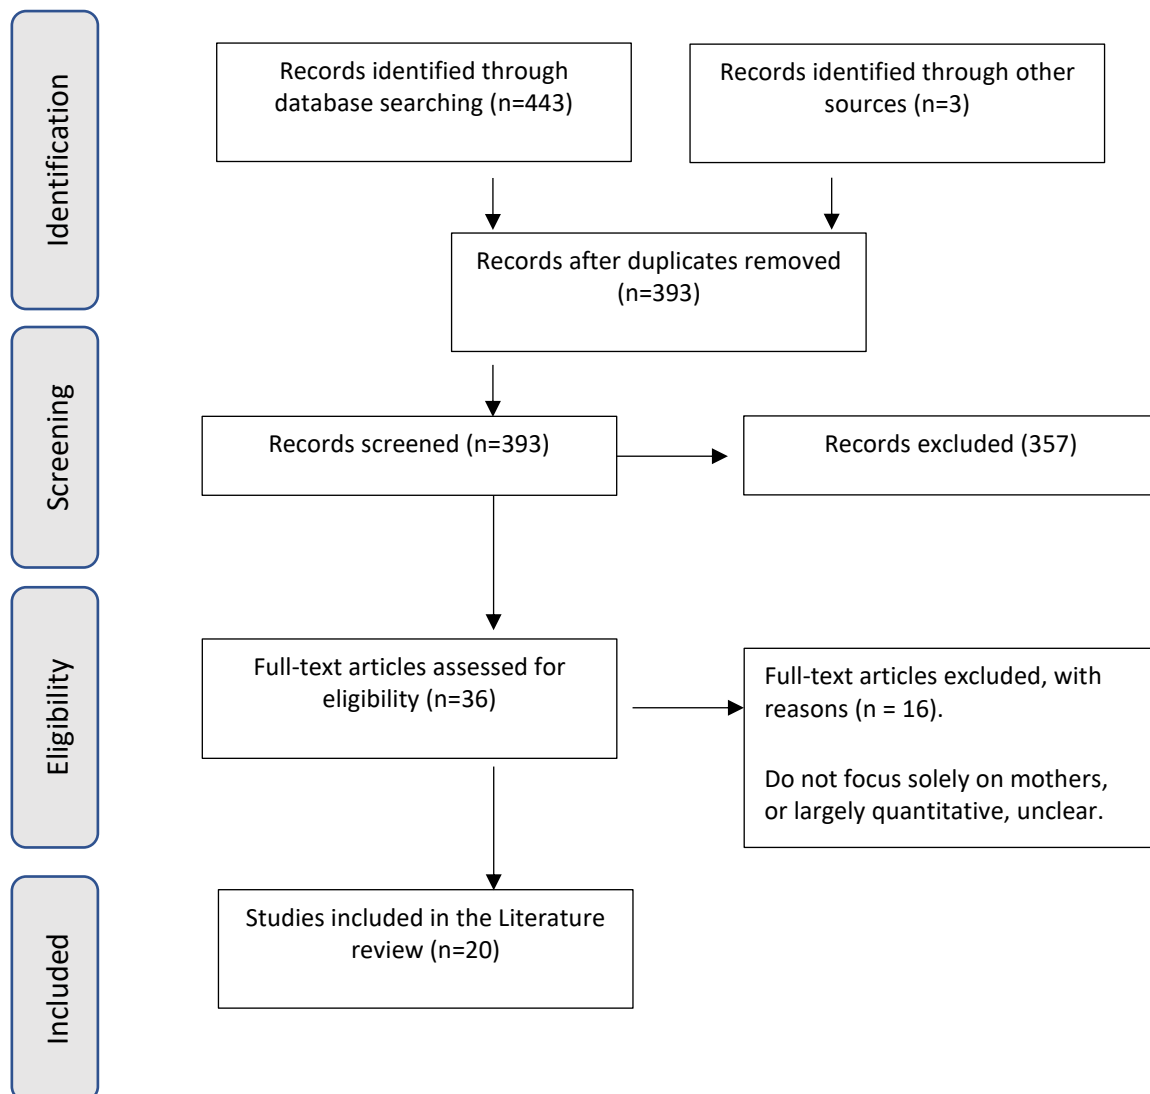 Identification
Records identified through
database searching (n=443)
Records identified through other
sources (n=3)
Records after duplicates removed
(n=393)
Screening
Records screened (n=393)
Records excluded (357)
Eligibility
Full-text articles assessed for
eligibility (n=36)
Full-text articles excluded, with
reasons (n = 16).
Do not focus solely on mothers,
or largely quantitative, unclear.
Included
Studies included in the Literature
review (n=20)